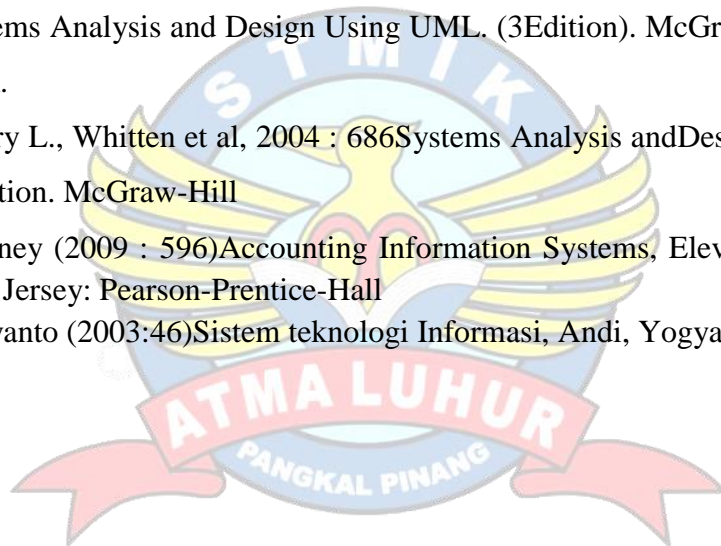 ems Analysis and Design Using UML. (3Edition). McGr
.
ry L., Whitten et al, 2004 : 686Systems Analysis andDes
tion. McGraw-Hill
ney (2009 : 596)Accounting Information Systems, Elev
Jersey: Pearson-Prentice-Hall
vanto (2003:46)Sistem teknologi Informasi, Andi, Yogya
STMIK
ATMA LUHUR
PANGKAL PINANG